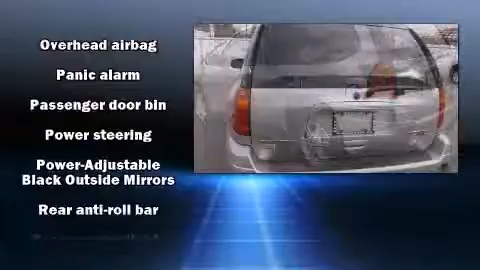 Overhead airbag
Panic alarm
Passenger door bin
Power steering
Power-Adjustable
Black Outside Mirrors
Rear anti-roll bar